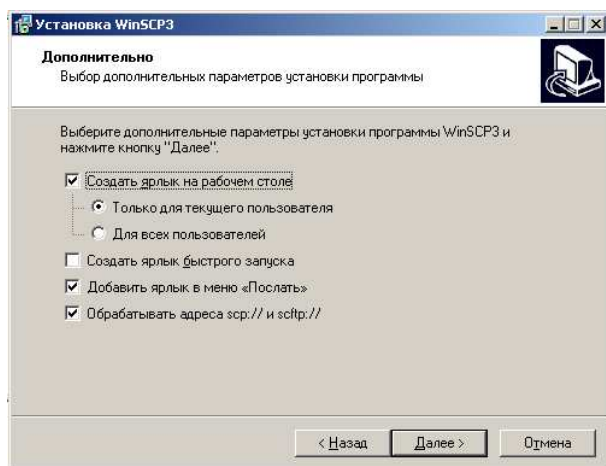 Установка WinSCP3
Дополнительно
Выбор дополнительных параметров установки программы
Выберите дополнительные параметры установки программы WinSCP3 и
нажмите кнопку "Далее".
Создать ярлык на рабочем столе
Только для текущего пользователя
Для всех пользователей
Создать ярлык быстрого запуска
Добавить ярлык в меню «Послать»
Обрабатывать адреса scp:// и scftp://
< Назад
Далее >
Отмена